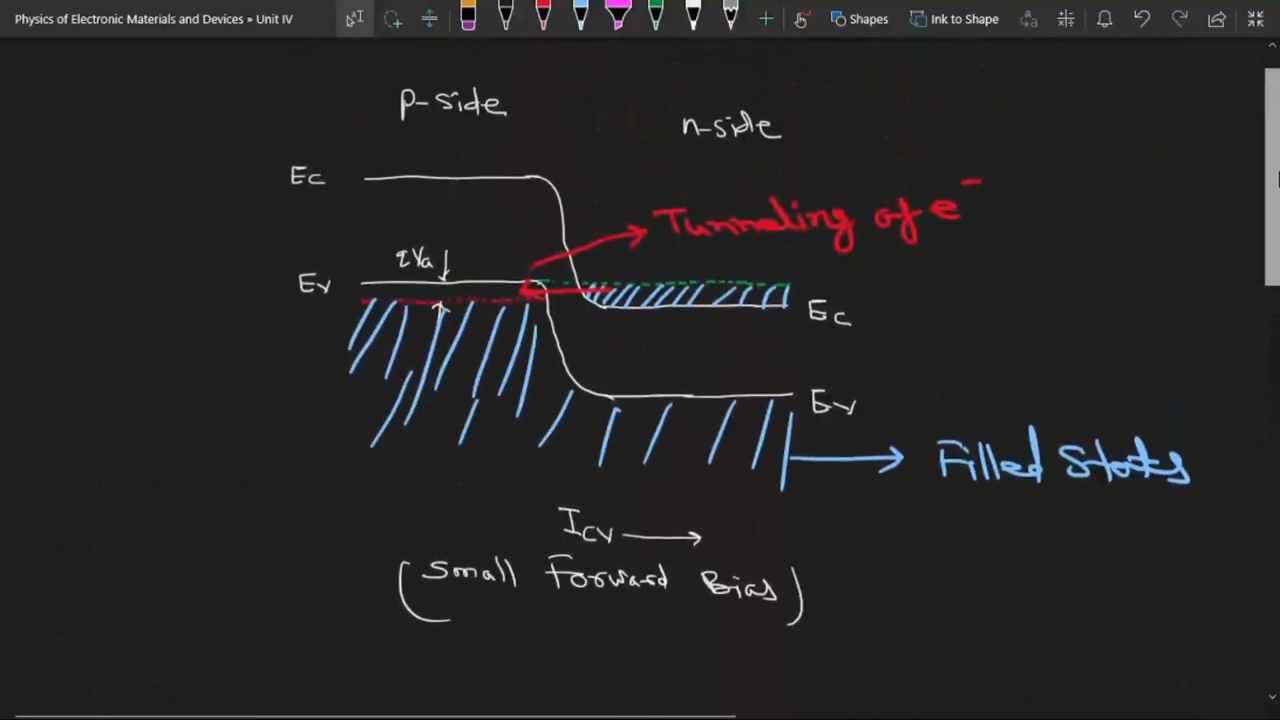 Physics of Electronic Materials and Devices » Unit IV
Shapes
Ink to Shape
p-side
n-side
Ec
Tunneling of e⁻
qVa
Ev
Ec
Ev
Filled States
Icv
(Small Forward Bias)